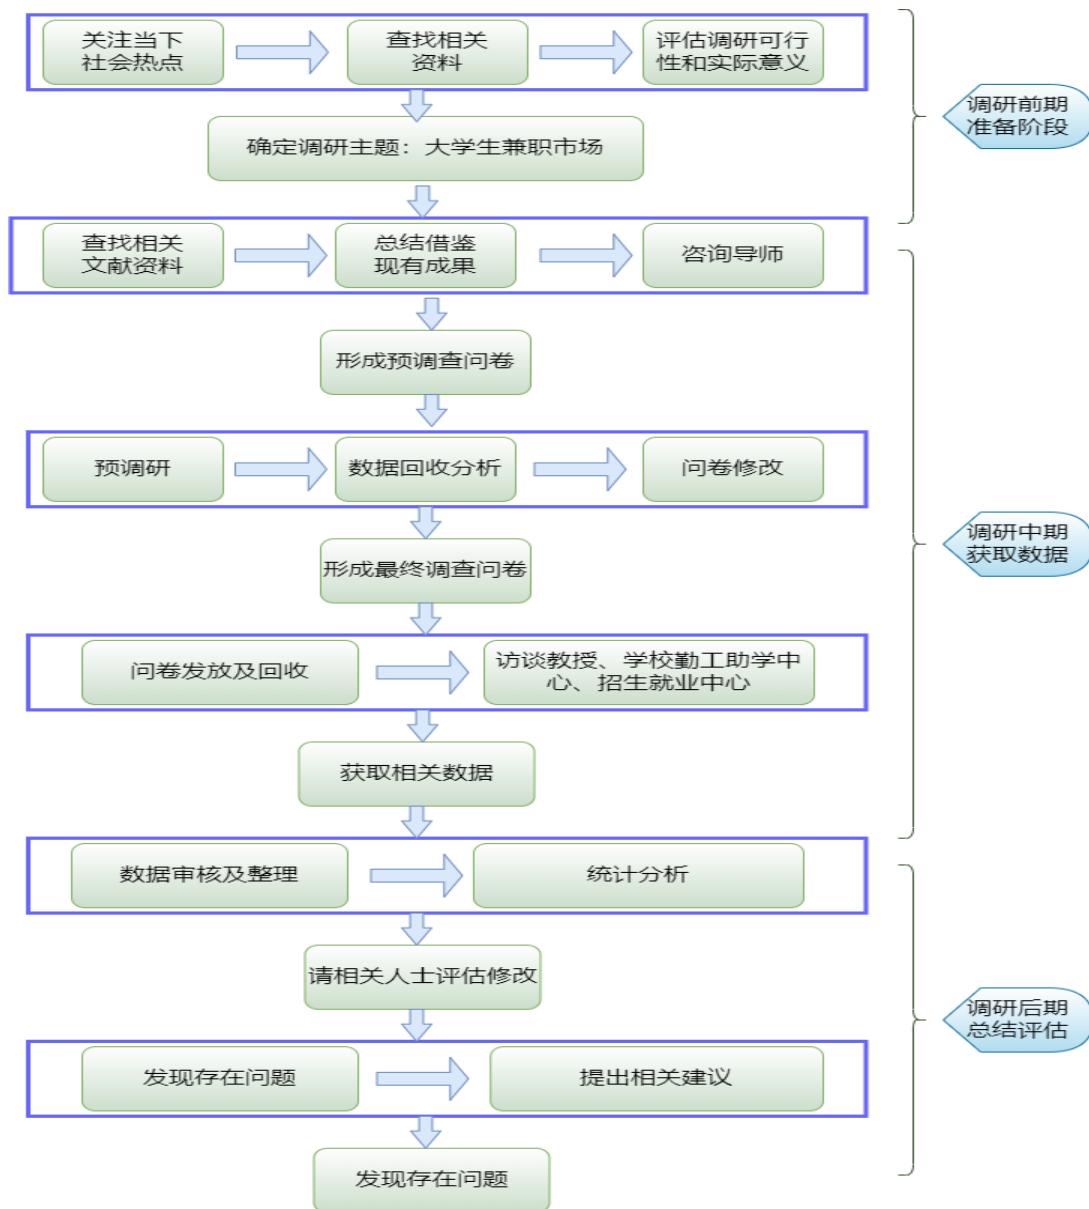 关注当下
社会热点
查找相关
资料
评估调研可行
性和实际意义
调研前期
准备阶段
确定调研主题：大学生兼职市场
查找相关
文献资料
总结借鉴
现有成果
咨询导师
形成预调查问卷
预调研
数据回收分析
问卷修改
调研中期
获取数据
形成最终调查问卷
问卷发放及回收
访谈教授、学校勤工助学中
心、招生就业中心
获取相关数据
数据审核及整理
统计分析
请相关人士评估修改
调研后期
总结评估
发现存在问题
提出相关建议
发现存在问题